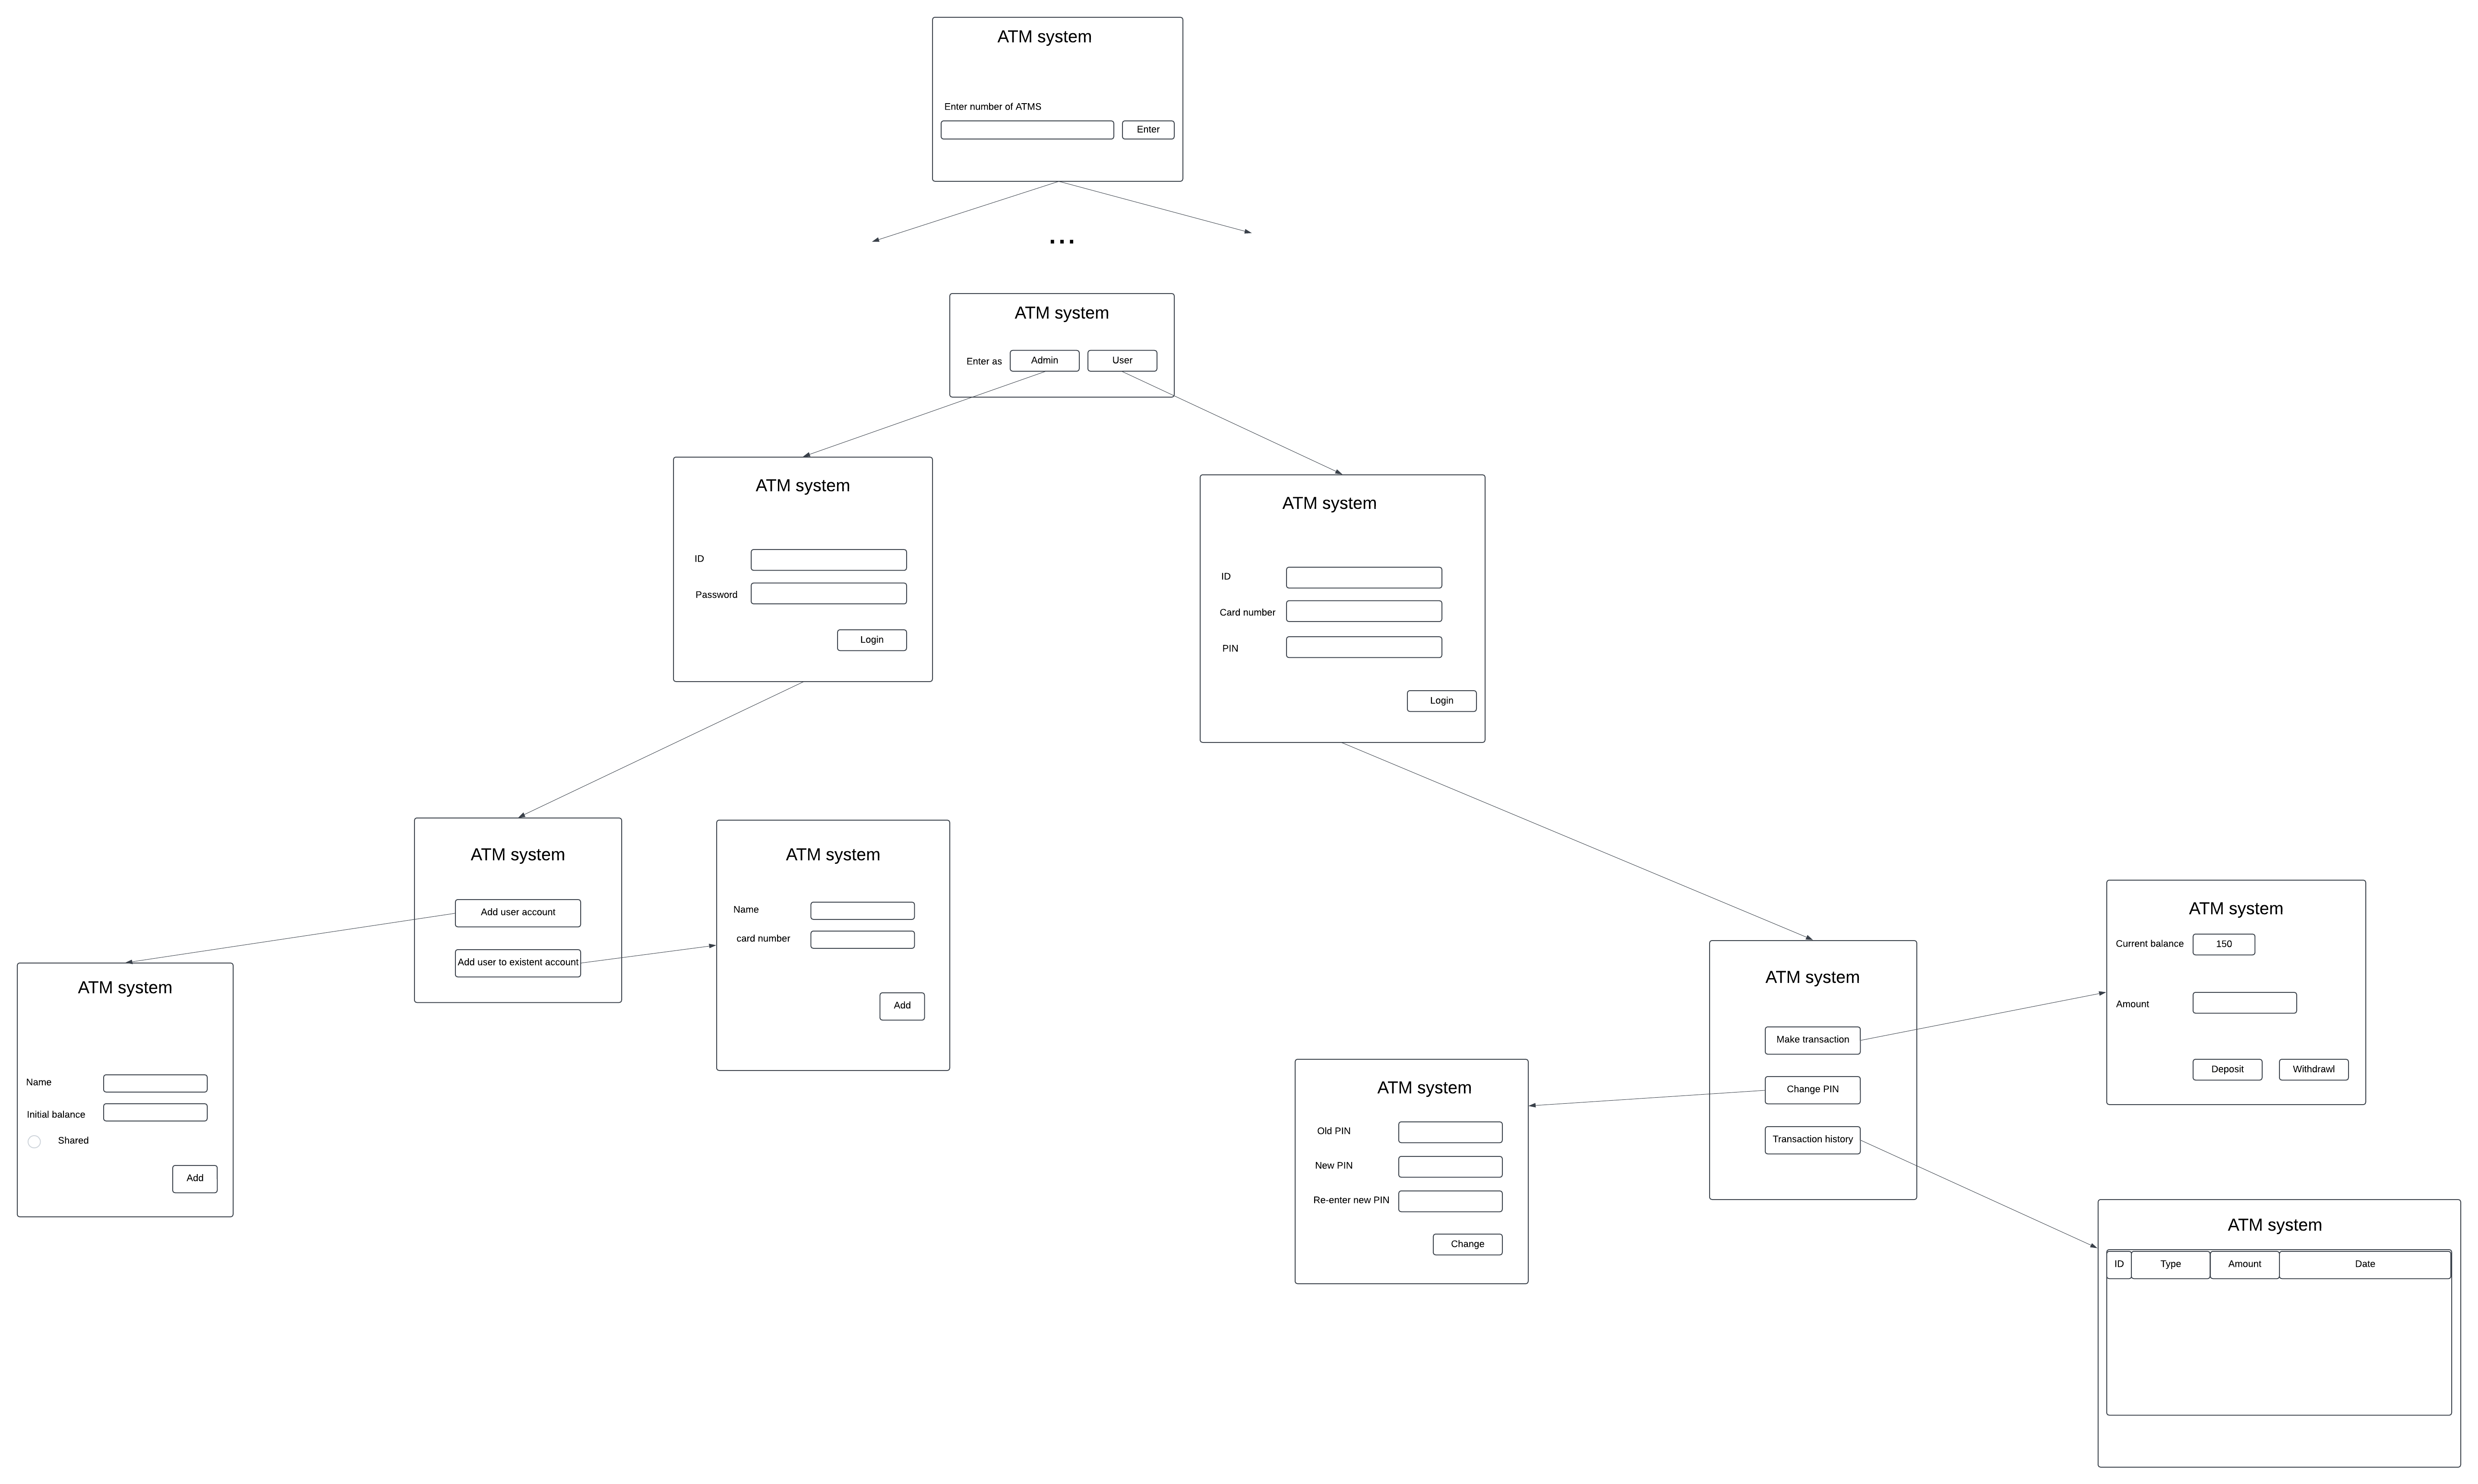 ATM system
Enter number of ATMS
Enter
...
ATM system
Enter as
Admin
User
ATM system
ID
Password
Login
ATM system
ID
Card number
PIN
Login
ATM system
Add user account
Add user to existent account
ATM system
Name
card number
Add
ATM system
Name
Initial balance
Shared
Add
ATM system
Make transaction
Change PIN
Transaction history
ATM system
Current balance
150
Amount
Deposit
Withdrawl
ATM system
Old PIN
New PIN
Re-enter new PIN
Change
ATM system
ID
Type
Amount
Date